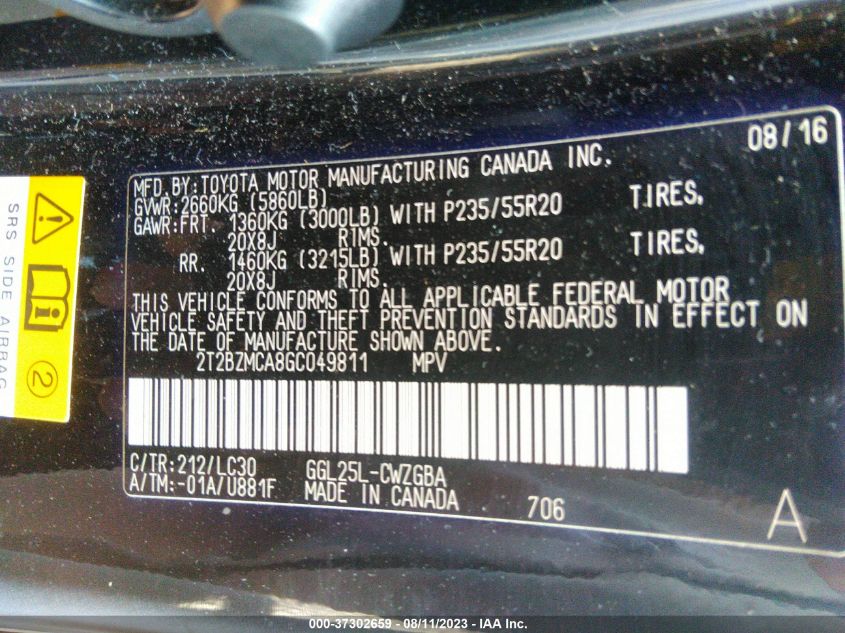 08/16
MFD. BY: TOYOTA MOTOR MANUFACTURING CANADA INC.
GVWR: 2660KG (5860LB)
GAWR: FRT. 1360KG (3000LB) WITH P235/55R20 TIRES.
20X8J RIMS.
RR. 1460KG (3215LB) WITH P235/55R20 TIRES.
20X8J RIMS.
THIS VEHICLE CONFORMS TO ALL APPLICABLE FEDERAL MOTOR
VEHICLE SAFETY AND THEFT PREVENTION STANDARDS IN EFFECT ON
THE DATE OF MANUFACTURE SHOWN ABOVE.
2T2BZMCA8GC049811 MPV
C/TR: 212/LC30 GGL25L-CWZGBA
A/TM: -01A/U881F MADE IN CANADA 706
A
SRS SIDE AIRBAG
2
000-37302659 - 08/11/2023 - IAA Inc.